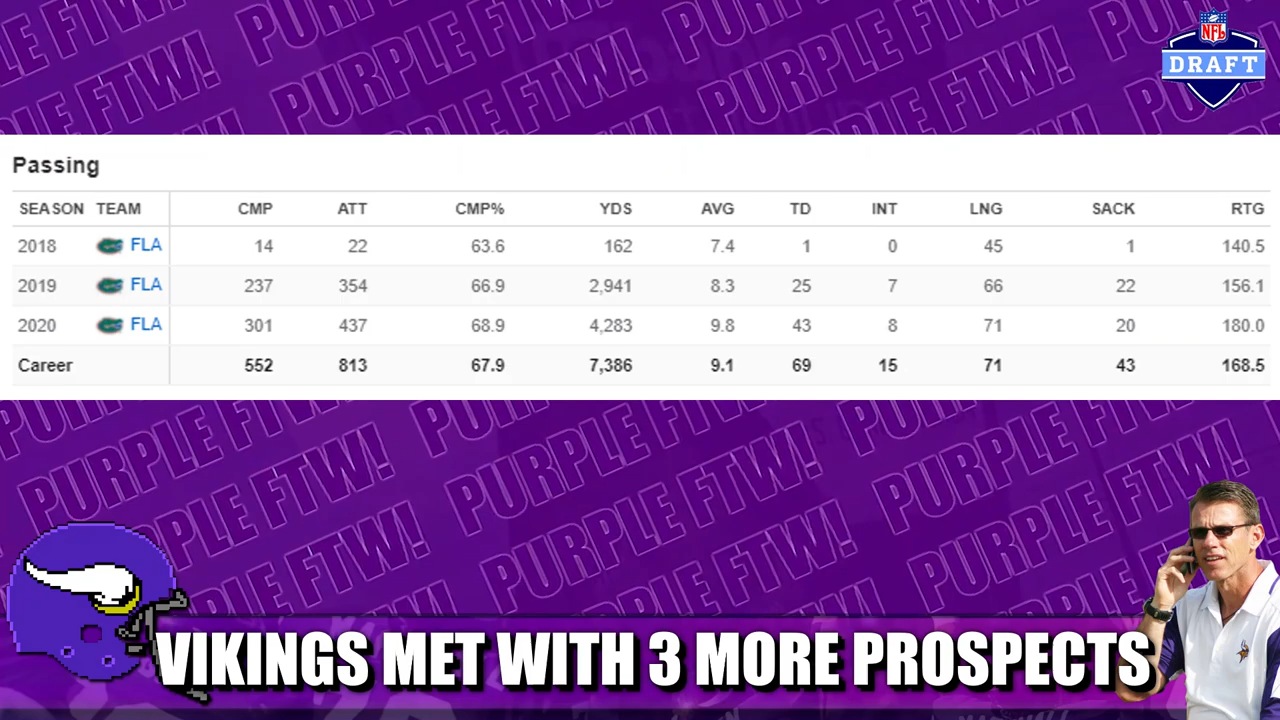 PURPLE FTW!
NFL
DRAFT
Passing
SEASON TEAM CMP ATT CMP% YDS AVG TD INT LNG SACK RTG
2018 FLA 14 22 63.6 162 7.4 1 0 45 1 140.5
2019 FLA 237 354 66.9 2,941 8.3 25 7 66 22 156.1
2020 FLA 301 437 68.9 4,283 9.8 43 8 71 20 180.0
Career 552 813 67.9 7,386 9.1 69 15 71 43 168.5
PURPLE FTW!
VIKINGS MET WITH 3 MORE PROSPECTS